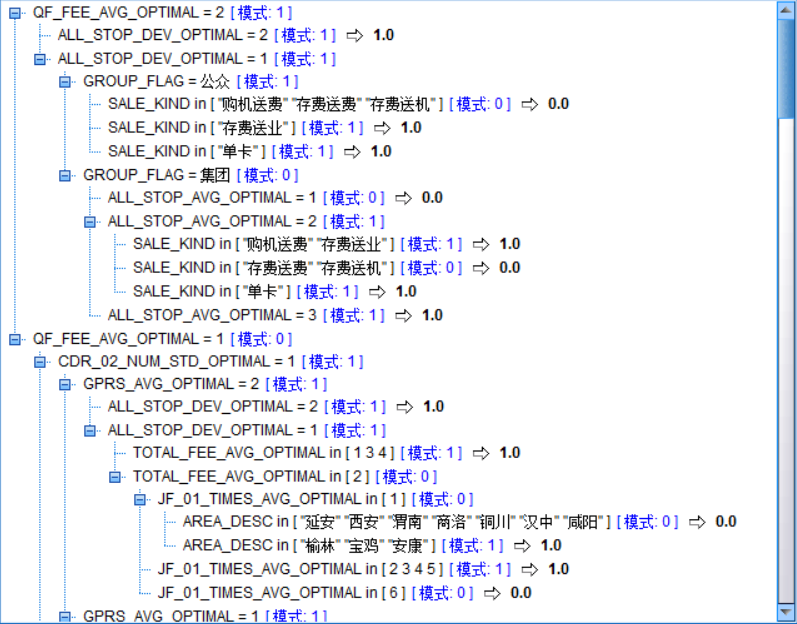 QF_FEE_AVG_OPTIMAL = 2 [模式: 1]
ALL_STOP_DEV_OPTIMAL = 2 [模式: 1] ⇨ 1.0
ALL_STOP_DEV_OPTIMAL = 1 [模式: 1]
GROUP_FLAG = 公众 [模式: 1]
SALE_KIND in [ "购机送费" "存费送费" "存费送机" ] [模式: 0] ⇨ 0.0
SALE_KIND in [ "存费送业" ] [模式: 1] ⇨ 1.0
SALE_KIND in [ "单卡" ] [模式: 1] ⇨ 1.0
GROUP_FLAG = 集团 [模式: 0]
ALL_STOP_AVG_OPTIMAL = 1 [模式: 0] ⇨ 0.0
ALL_STOP_AVG_OPTIMAL = 2 [模式: 1]
SALE_KIND in [ "购机送费" "存费送业" ] [模式: 1] ⇨ 1.0
SALE_KIND in [ "存费送费" "存费送机" ] [模式: 0] ⇨ 0.0
SALE_KIND in [ "单卡" ] [模式: 1] ⇨ 1.0
ALL_STOP_AVG_OPTIMAL = 3 [模式: 1] ⇨ 1.0
QF_FEE_AVG_OPTIMAL = 1 [模式: 0]
CDR_02_NUM_STD_OPTIMAL = 1 [模式: 1]
GPRS_AVG_OPTIMAL = 2 [模式: 1]
ALL_STOP_DEV_OPTIMAL = 2 [模式: 1] ⇨ 1.0
ALL_STOP_DEV_OPTIMAL = 1 [模式: 1]
TOTAL_FEE_AVG_OPTIMAL in [ 1 3 4 ] [模式: 1] ⇨ 1.0
TOTAL_FEE_AVG_OPTIMAL in [ 2 ] [模式: 0]
JF_01_TIMES_AVG_OPTIMAL in [ 1 ] [模式: 0]
AREA_DESC in [ "延安" "西安" "渭南" "商洛" "铜川" "汉中" "咸阳" ] [模式: 0] ⇨ 0.0
AREA_DESC in [ "榆林" "宝鸡" "安康" ] [模式: 1] ⇨ 1.0
JF_01_TIMES_AVG_OPTIMAL in [ 2 3 4 5 ] [模式: 1] ⇨ 1.0
JF_01_TIMES_AVG_OPTIMAL in [ 6 ] [模式: 0] ⇨ 0.0
GPRS_AVG_OPTIMAL = 1 [模式: 1]